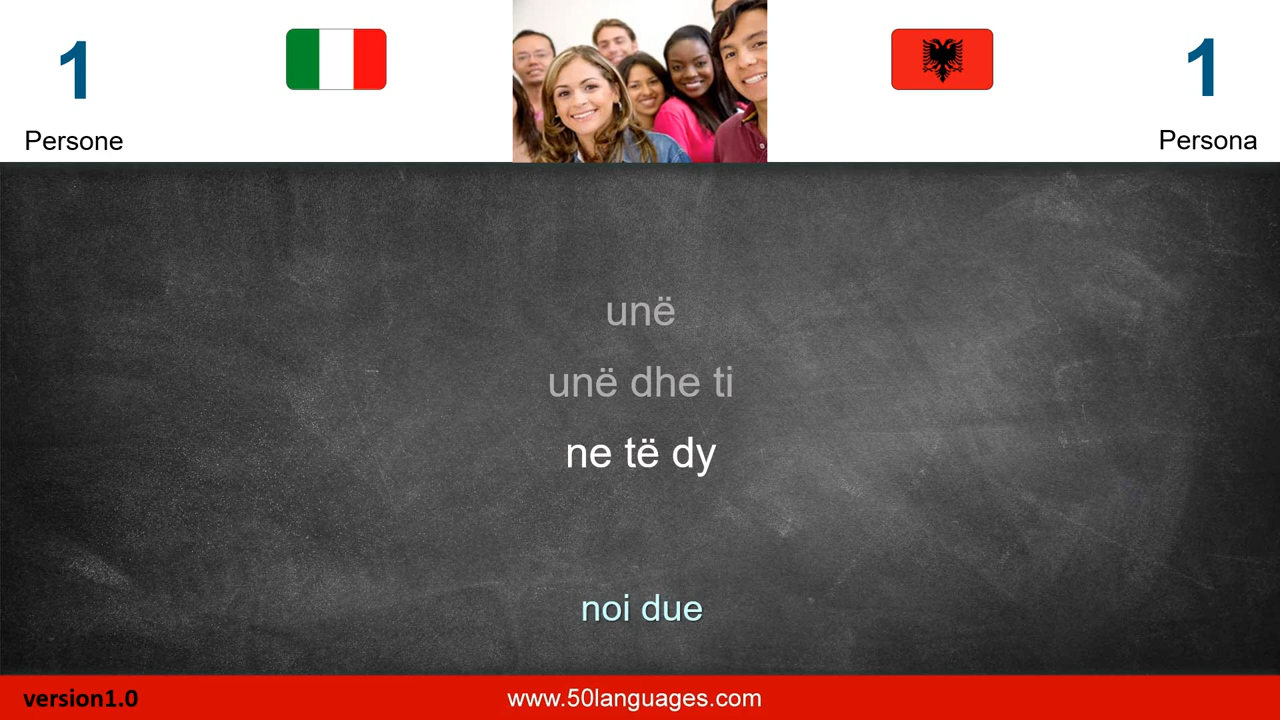 1
1
Persone
Persona
unë
unë dhe ti
ne të dy
noi due
version1.0
www.50languages.com